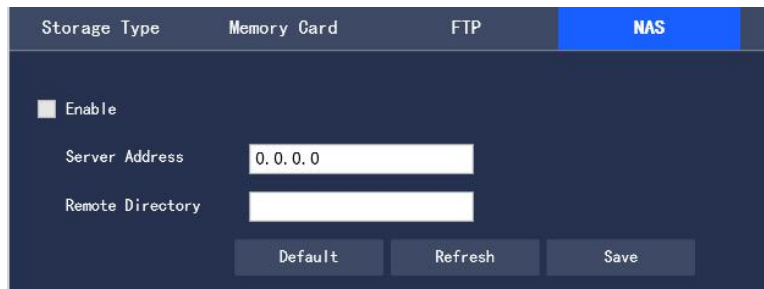 Storage Type Memory Card FTP NAS
Enable
Server Address 0.0.0.0
Remote Directory
Default Refresh Save